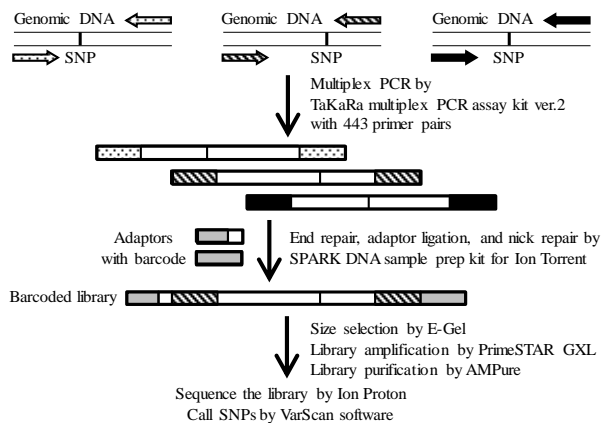 Genomic DNA
SNP
Genomic DNA
SNP
Genomic DNA
SNP
Multiplex PCR by
TaKaRa multiplex PCR assay kit ver.2
with 443 primer pairs
Adaptors
with barcode
End repair, adaptor ligation, and nick repair by
SPARK DNA sample prep kit for Ion Torrent
Barcoded library
Size selection by E-Gel
Library amplification by PrimeSTAR GXL
Library purification by AMPure
Sequence the library by Ion Proton
Call SNPs by VarScan software